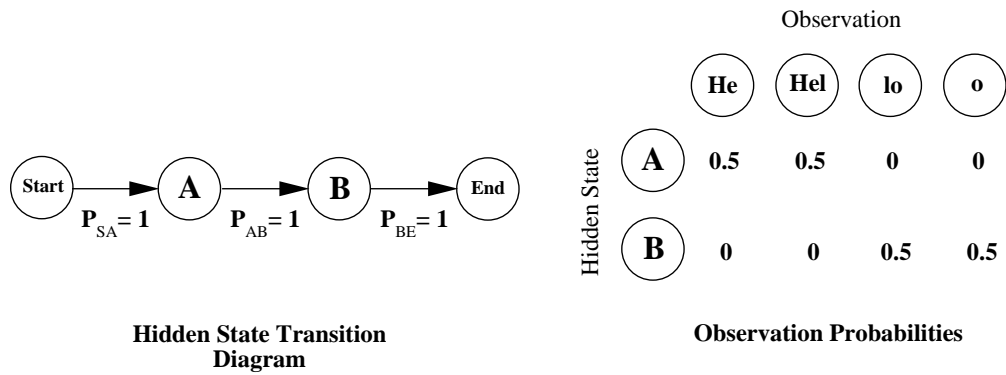 Start A B End
P_SA = 1 P_AB = 1 P_BE = 1
Hidden State Transition
Diagram
Observation
He Hel lo o
Hidden State
A 0.5 0.5 0 0
B 0 0 0.5 0.5
Observation Probabilities